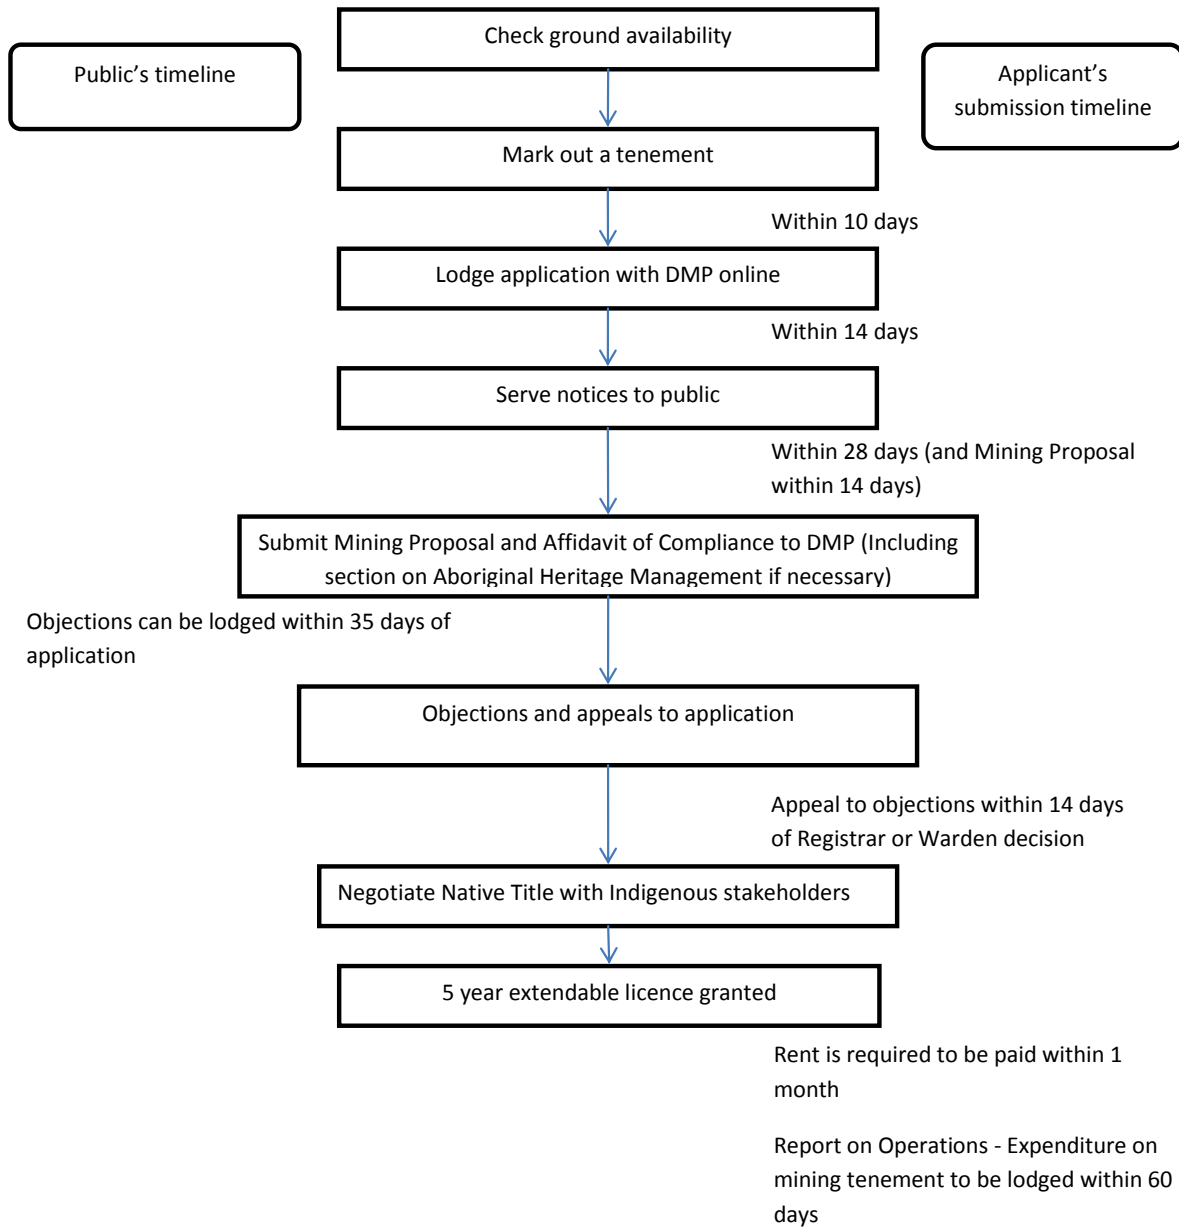 Check ground availability
Public’s timeline
Applicant’s
submission timeline
Mark out a tenement
Within 10 days
Lodge application with DMP online
Within 14 days
Serve notices to public
Within 28 days (and Mining Proposal
within 14 days)
Submit Mining Proposal and Affidavit of Compliance to DMP (Including
section on Aboriginal Heritage Management if necessary)
Objections can be lodged within 35 days of
application
Objections and appeals to application
Appeal to objections within 14 days
of Registrar or Warden decision
Negotiate Native Title with Indigenous stakeholders
5 year extendable licence granted
Rent is required to be paid within 1
month
Report on Operations - Expenditure on
mining tenement to be lodged within 60
days